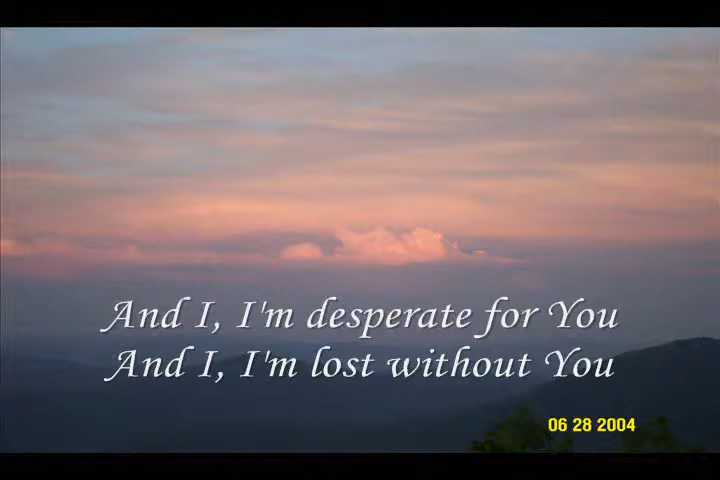 And I, I'm desperate for You
And I, I'm lost without You
06 28 2004